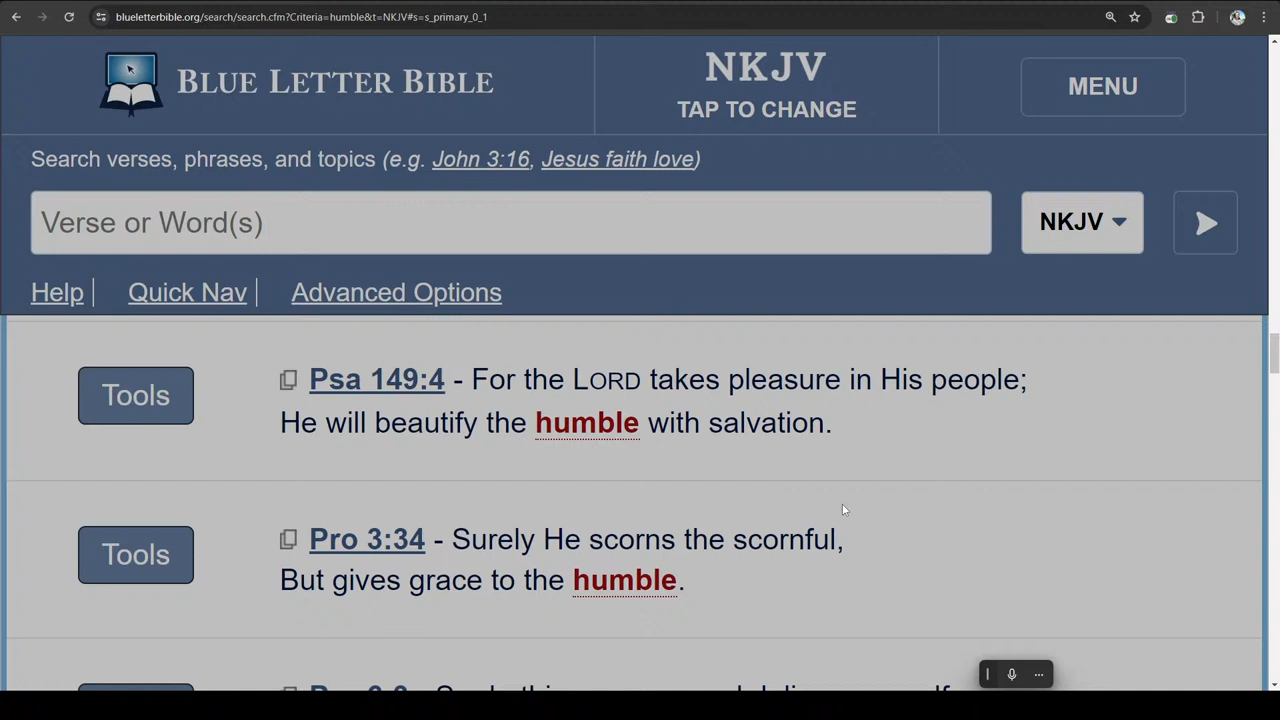 blueletterbible.org/search/search.cfm?Criteria=humble&t=NKJV#s=s_primary_0_1
BLUE LETTER BIBLE
NKJV
TAP TO CHANGE
MENU
Search verses, phrases, and topics (e.g. John 3:16, Jesus faith love)
Verse or Word(s)
NKJV
Help
Quick Nav
Advanced Options
Tools
Psa 149:4 - For the LORD takes pleasure in His people;
He will beautify the humble with salvation.
Tools
Pro 3:34 - Surely He scorns the scornful,
But gives grace to the humble.